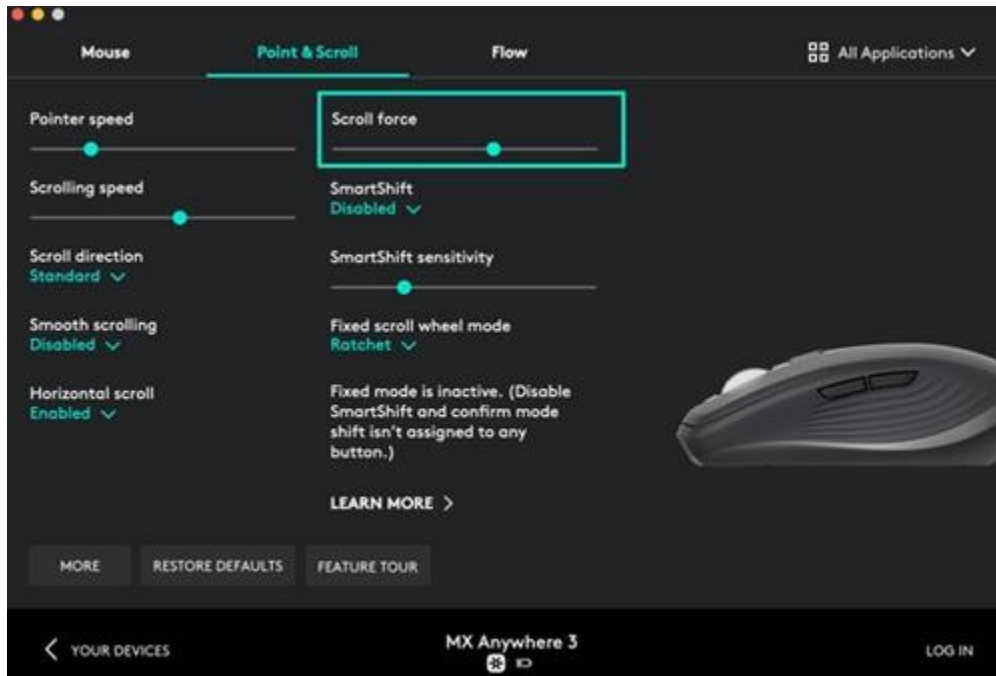 Mouse
Point & Scroll
Flow
All Applications
Pointer speed
Scrolling speed
Scroll direction
Standard
Smooth scrolling
Disabled
Horizontal scroll
Enabled
Scroll force
SmartShift
Disabled
SmartShift sensitivity
Fixed scroll wheel mode
Ratchet
Fixed mode is inactive. (Disable
SmartShift and confirm mode
shift isn't assigned to any
button.)
LEARN MORE
MORE
RESTORE DEFAULTS
FEATURE TOUR
YOUR DEVICES
MX Anywhere 3
LOG IN